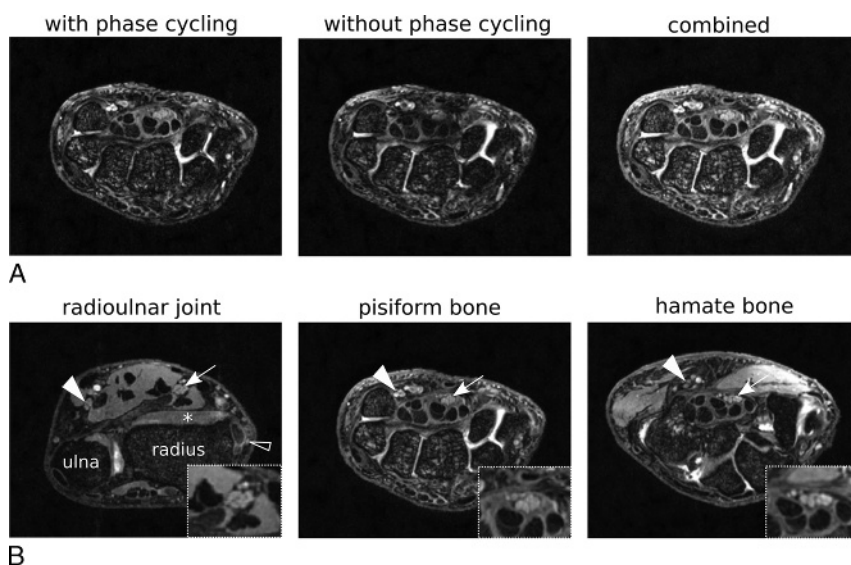 with phase cycling
without phase cycling
combined
A
radioulnar joint
pisiform bone
hamate bone
*
ulna
radius
B